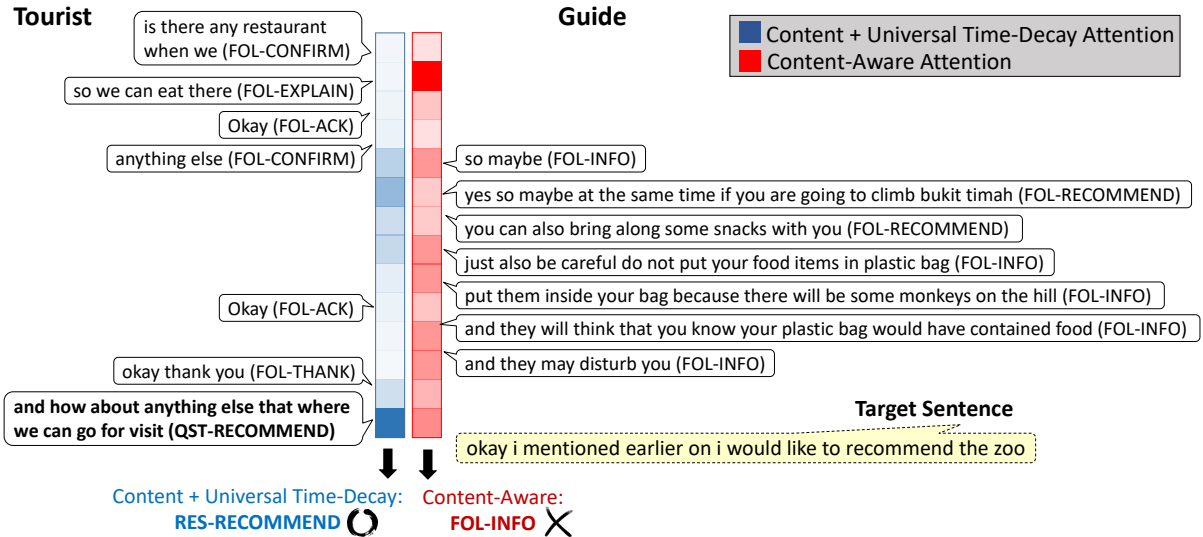 Tourist
Guide
Content + Universal Time-Decay Attention
Content-Aware Attention
is there any restaurant
when we (FOL-CONFIRM)
so we can eat there (FOL-EXPLAIN)
Okay (FOL-ACK)
anything else (FOL-CONFIRM)
so maybe (FOL-INFO)
yes so maybe at the same time if you are going to climb bukit timah (FOL-RECOMMEND)
you can also bring along some snacks with you (FOL-RECOMMEND)
just also be careful do not put your food items in plastic bag (FOL-INFO)
put them inside your bag because there will be some monkeys on the hill (FOL-INFO)
Okay (FOL-ACK)
and they will think that you know your plastic bag would have contained food (FOL-INFO)
and they may disturb you (FOL-INFO)
okay thank you (FOL-THANK)
and how about anything else that where
we can go for visit (QST-RECOMMEND)
Target Sentence
okay i mentioned earlier on i would like to recommend the zoo
Content + Universal Time-Decay:
RES-RECOMMEND
Content-Aware:
FOL-INFO